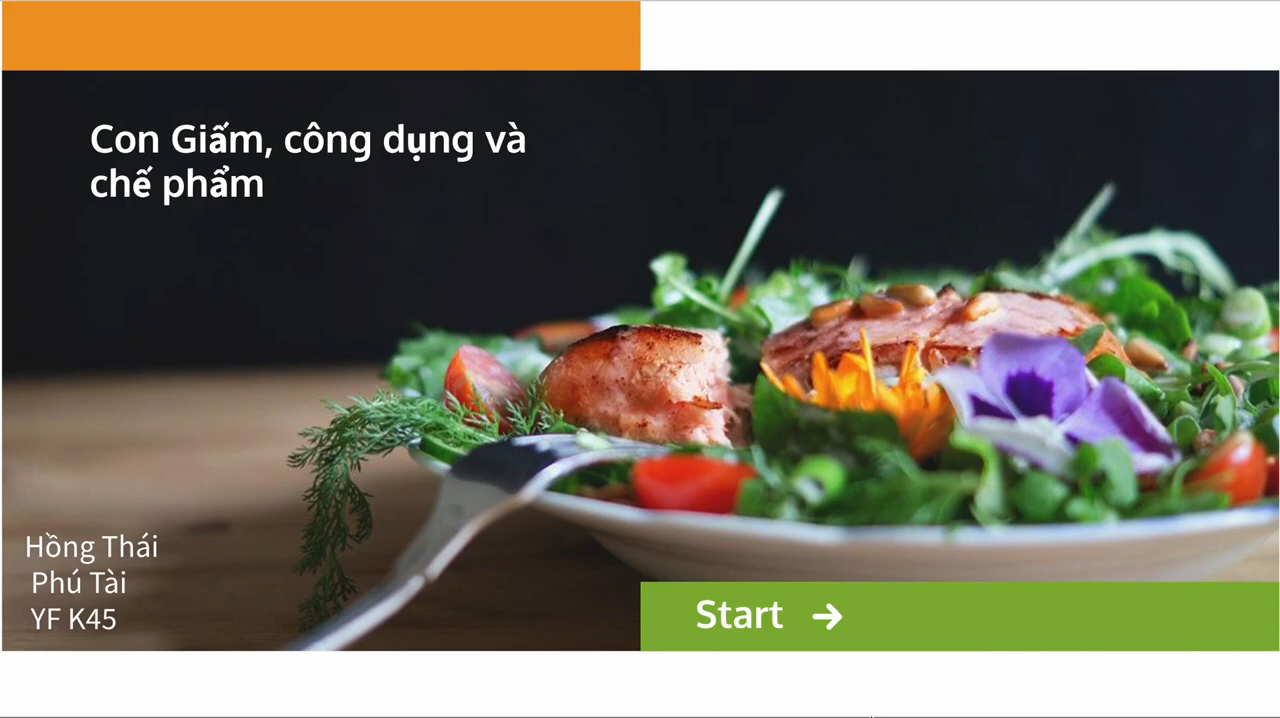 Con Giấm, công dụng và
chế phẩm
Hồng Thái
Phú Tài
YF K45
Start